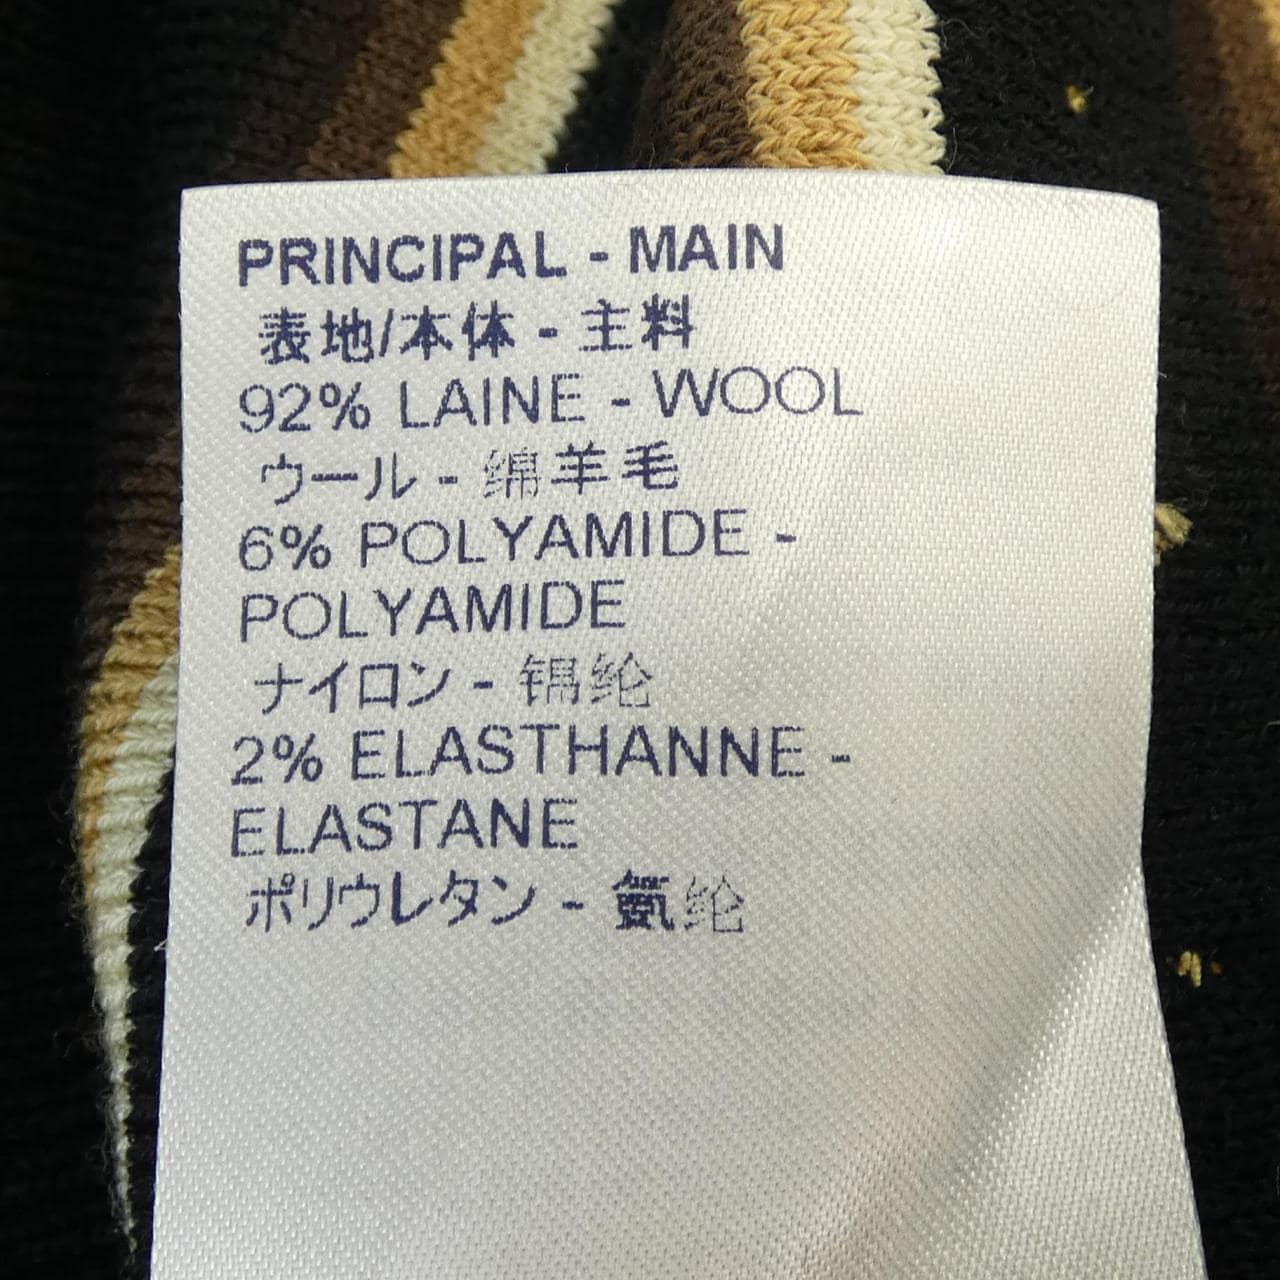 PRINCIPAL - MAIN
表地/本体 - 主料
92% LAINE - WOOL
ウール - 绵羊毛
6% POLYAMIDE -
POLYAMIDE
ナイロン - 锦纶
2% ELASTHANNE -
ELASTANE
ポリウレタン - 氨纶